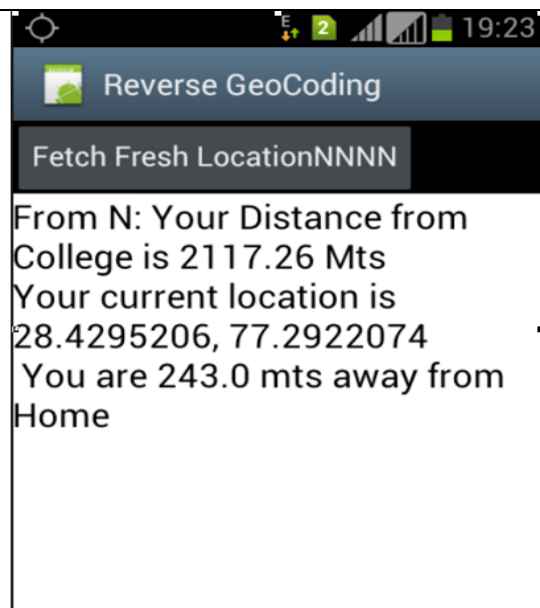 E 2 19:23
Reverse GeoCoding
Fetch Fresh LocationNNNN
From N: Your Distance from
College is 2117.26 Mts
Your current location is
28.4295206, 77.2922074
You are 243.0 mts away from
Home